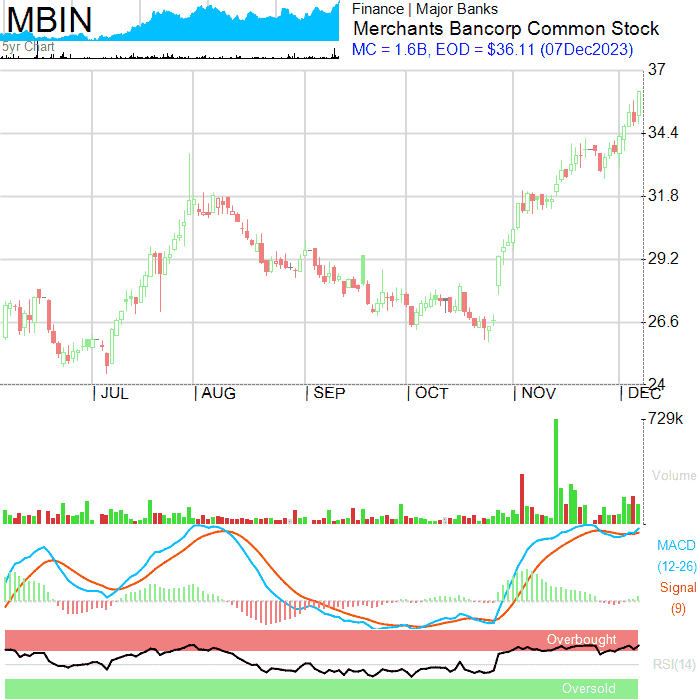 MBIN
5yr Chart
Finance | Major Banks
Merchants Bancorp Common Stock
MC = 1.6B, EOD = $36.11 (07Dec2023)
37
34.4
31.8
29.2
26.6
24
JUL
AUG
SEP
OCT
NOV
DEC
729k
Volume
MACD
(12-26)
Signal
(9)
Overbought
RSI(14)
Oversold